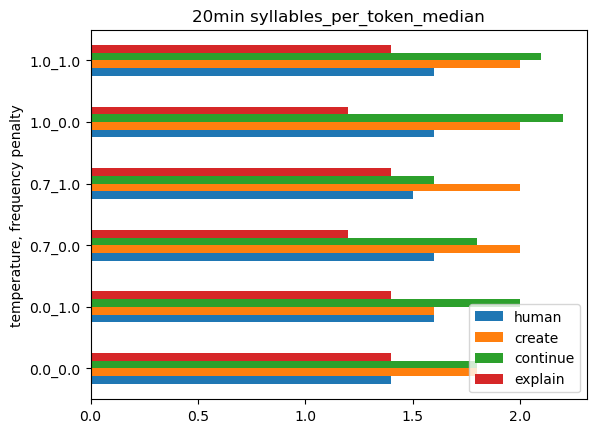 20min syllables_per_token_median
temperature, frequency penalty
1.0_1.0
1.0_0.0
0.7_1.0
0.7_0.0
0.0_1.0
0.0_0.0
human
create
continue
explain
0.0 0.5 1.0 1.5 2.0